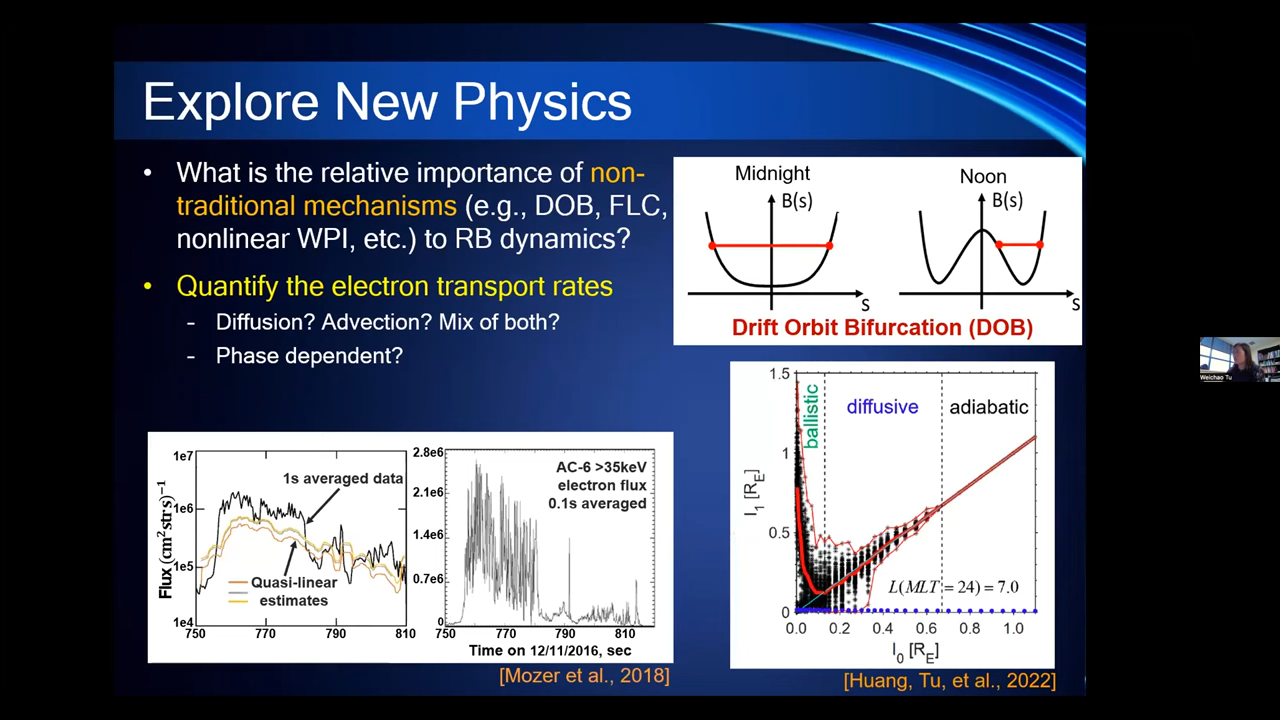 Explore New Physics
• What is the relative importance of non-
traditional mechanisms (e.g., DOB, FLC,
nonlinear WPI, etc.) to RB dynamics?
• Quantify the electron transport rates
- Diffusion? Advection? Mix of both?
- Phase dependent?
Midnight
B(s)
s
Noon
B(s)
s
Drift Orbit Bifurcation (DOB)
1e7
1e6
1e5
1e4
Flux (cm² str s)⁻¹
1s averaged data
Quasi-linear
estimates
750 770 790 810
2.8e6
2.1e6
1.4e6
0.7e6
0
AC-6 >35keV
electron flux
0.1s averaged
750 770 790 810
Time on 12/11/2016, sec
[Mozer et al., 2018]
1.5
1
0.5
0
I₁ [R_E]
ballistic
diffusive
adiabatic
L(MLT = 24) = 7.0
0.0 0.2 0.4 0.6 0.8 1.0
I₀ [R_E]
[Huang, Tu, et al., 2022]
Weichao Tu